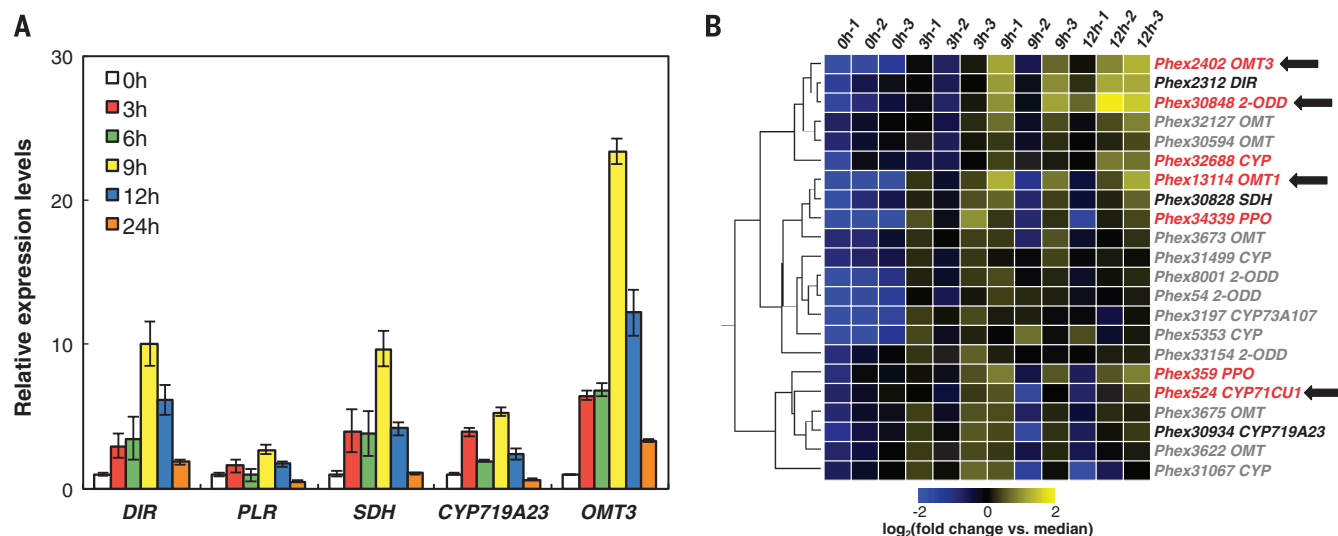 A
Relative expression levels
30
20
10
0
0h
3h
6h
9h
12h
24h
DIR
PLR
SDH
CYP719A23
OMT3
B
0h-1
0h-2
0h-3
3h-1
3h-2
3h-3
9h-1
9h-2
9h-3
12h-1
12h-2
12h-3
Phex2402 OMT3
Phex2312 DIR
Phex30848 2-ODD
Phex32127 OMT
Phex30594 OMT
Phex32688 CYP
Phex13114 OMT1
Phex30828 SDH
Phex34339 PPO
Phex3673 OMT
Phex31499 CYP
Phex8001 2-ODD
Phex54 2-ODD
Phex3197 CYP73A107
Phex5353 CYP
Phex33154 2-ODD
Phex359 PPO
Phex524 CYP71CU1
Phex3675 OMT
Phex30934 CYP719A23
Phex3622 OMT
Phex31067 CYP
-2
0
2
log₂(fold change vs. median)